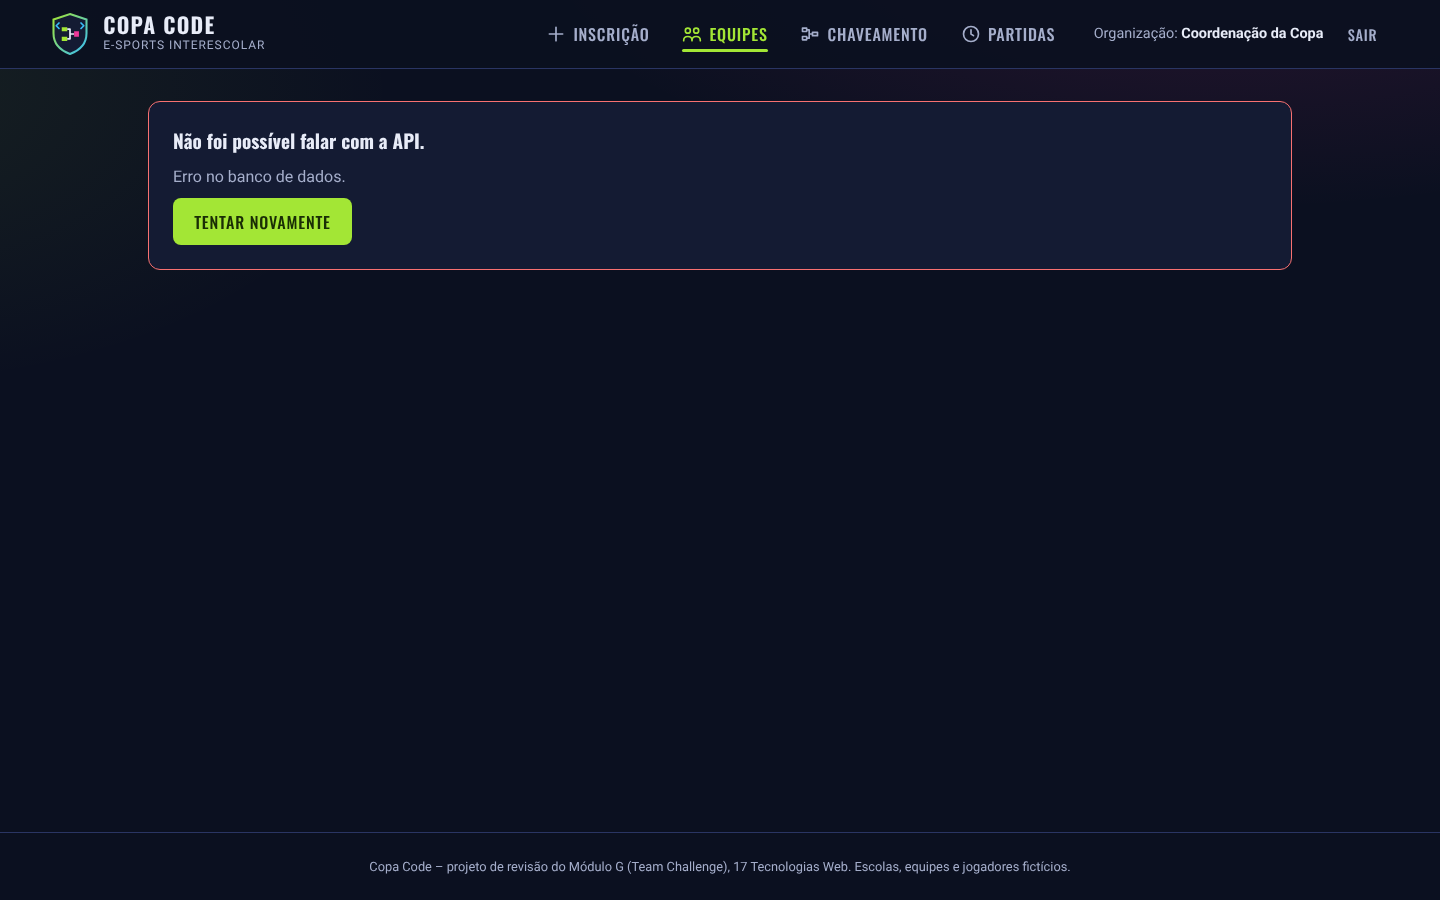 COPA CODE
E-SPORTS INTERESCOLAR
INSCRIÇÃO
EQUIPES
CHAVEAMENTO
PARTIDAS
Organização: Coordenação da Copa
SAIR
Não foi possível falar com a API.
Erro no banco de dados.
TENTAR NOVAMENTE
Copa Code – projeto de revisão do Módulo G (Team Challenge), 17 Tecnologias Web. Escolas, equipes e jogadores fictícios.